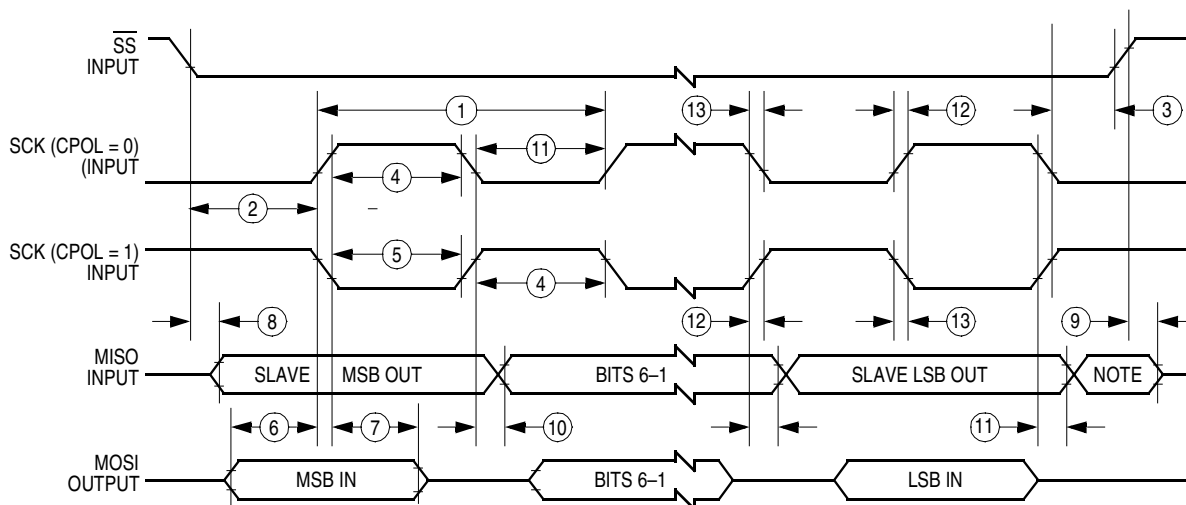 SS
INPUT
1
13
12
3
SCK (CPOL = 0)
(INPUT
11
4
2
SCK (CPOL = 1)
INPUT
5
4
8
12
13
9
MISO
INPUT
SLAVE MSB OUT
BITS 6–1
SLAVE LSB OUT
NOTE
6
7
10
11
MOSI
OUTPUT
MSB IN
BITS 6–1
LSB IN